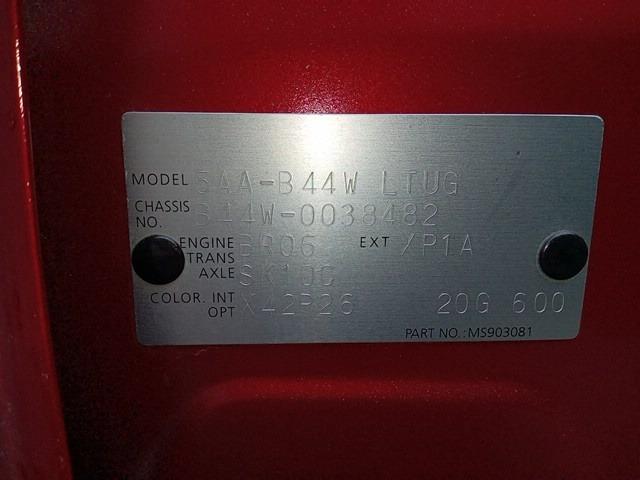 MODEL 5AA-B44W LTUG
CHASSIS NO. B44W-0038482
ENGINE BR06 EXT XP1A
TRANS AXLE SK10C
COLOR. INT OPT X42P26 20G 600
PART NO.:MS903081